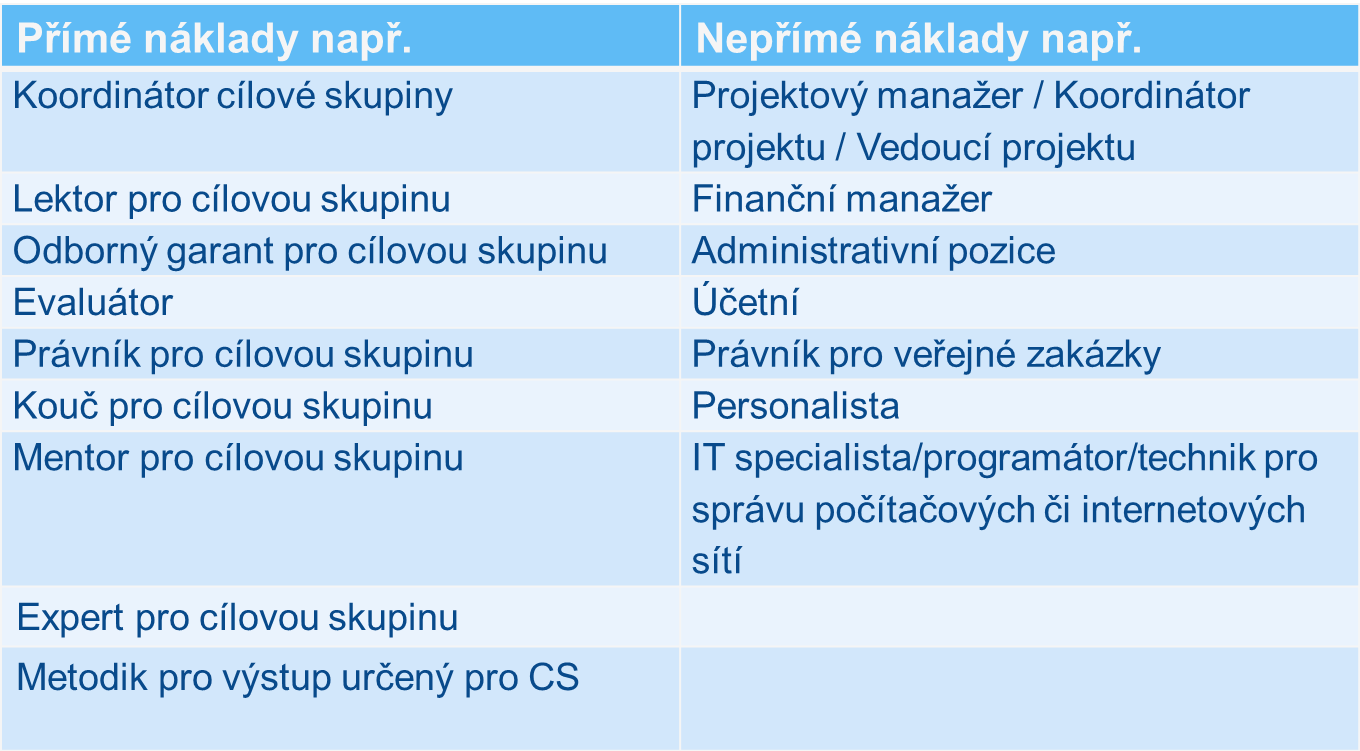 Přímé náklady např.
Nepřímé náklady např.
Koordinátor cílové skupiny
Projektový manažer / Koordinátor
projektu / Vedoucí projektu
Lektor pro cílovou skupinu
Finanční manažer
Odborný garant pro cílovou skupinu
Administrativní pozice
Evaluátor
Účetní
Právník pro cílovou skupinu
Právník pro veřejné zakázky
Kouč pro cílovou skupinu
Personalista
Mentor pro cílovou skupinu
IT specialista/programátor/technik pro
správu počítačových či internetových
sítí
Expert pro cílovou skupinu
Metodik pro výstup určený pro CS